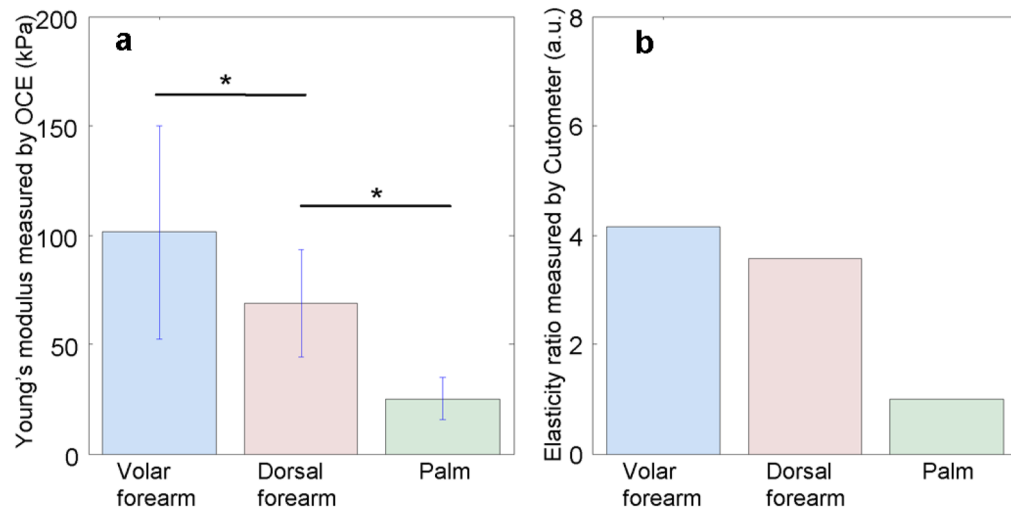 a
Young's modulus measured by OCE (kPa)
200
150
100
50
0
*
*
Volar
forearm
Dorsal
forearm
Palm
b
Elasticity ratio measured by Cutometer (a.u.)
8
6
4
2
0
Volar
forearm
Dorsal
forearm
Palm